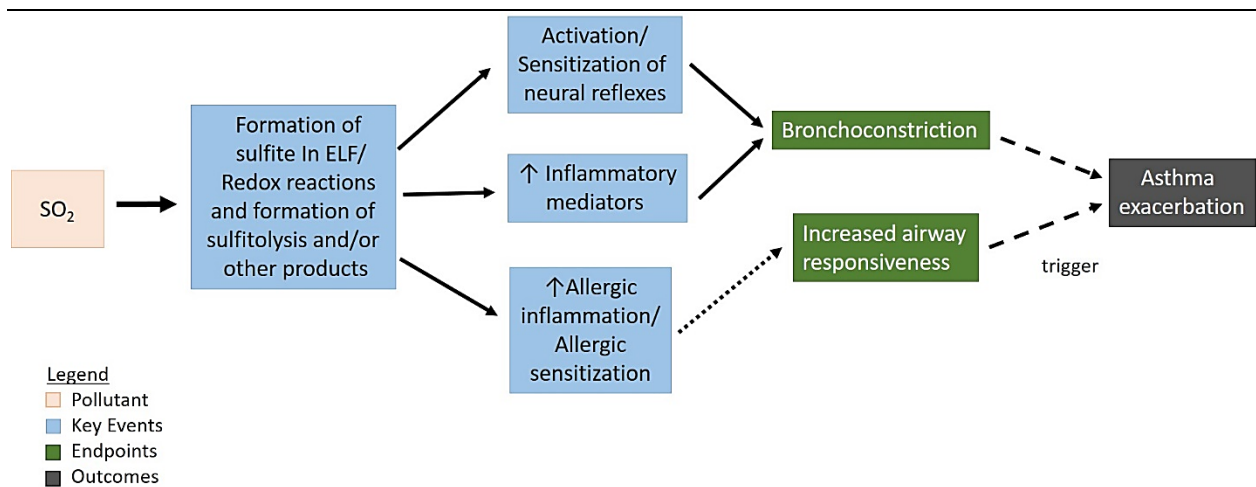 SO₂
Formation of
sulfite In ELF/
Redox reactions
and formation of
sulfitolysis and/or
other products
Activation/
Sensitization of
neural reflexes
↑ Inflammatory
mediators
↑Allergic
inflammation/
Allergic
sensitization
Bronchoconstriction
Increased airway
responsiveness
Asthma
exacerbation
trigger
Legend
Pollutant
Key Events
Endpoints
Outcomes